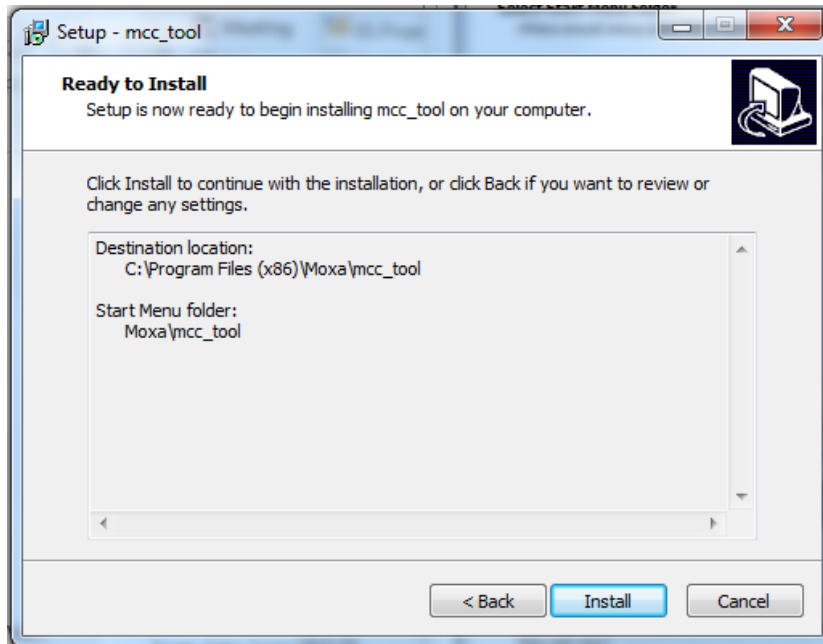 Setup - mcc_tool
Ready to Install
Setup is now ready to begin installing mcc_tool on your computer.
Click Install to continue with the installation, or click Back if you want to review or
change any settings.
Destination location:
C:\Program Files (x86)\Moxa\mcc_tool
Start Menu folder:
Moxa\mcc_tool
< Back
Install
Cancel